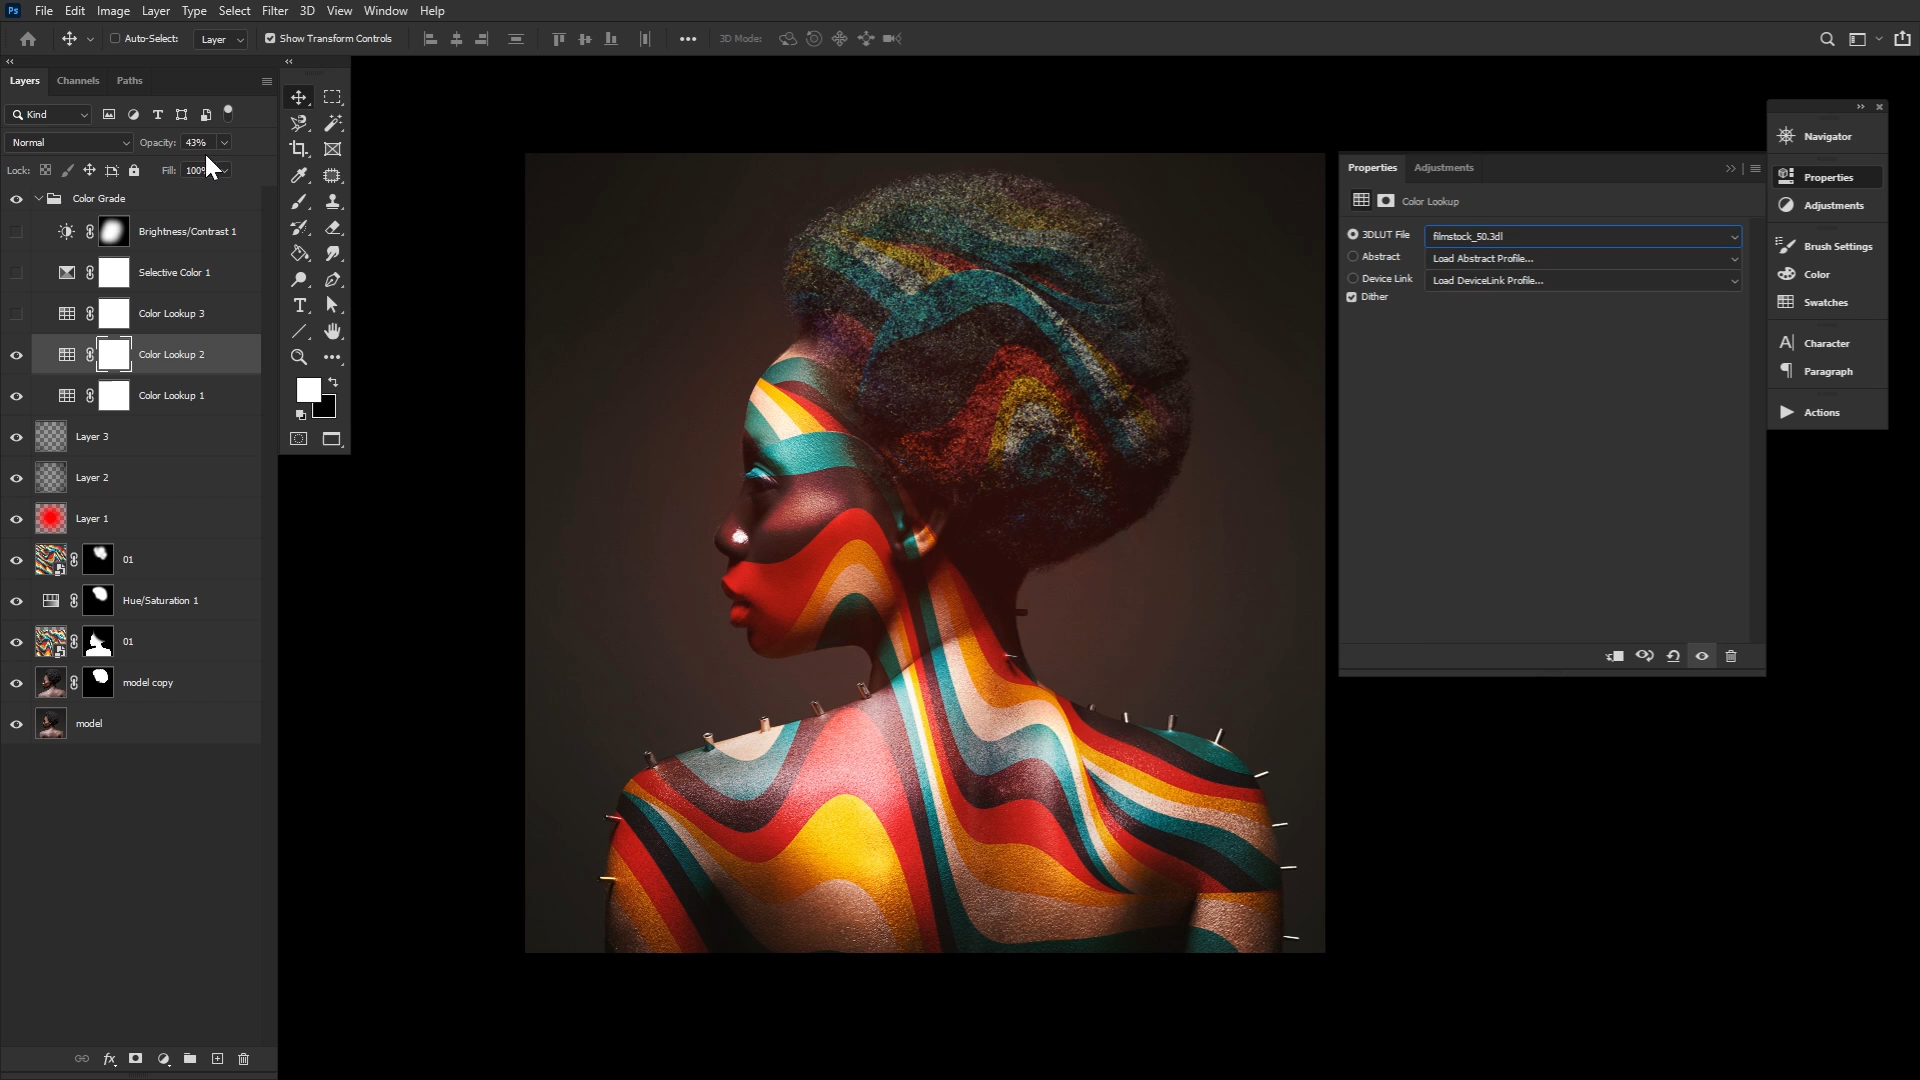 Ps File Edit Image Layer Type Select Filter 3D View Window Help
Auto-Select: Layer Show Transform Controls 3D Mode:
Layers Channels Paths
Kind
Normal Opacity: 43%
Lock: Fill: 100%
Color Grade
Brightness/Contrast 1
Selective Color 1
Color Lookup 3
Color Lookup 2
Color Lookup 1
Layer 3
Layer 2
Layer 1
01
Hue/Saturation 1
01
model copy
model
fx
Properties Adjustments
Color Lookup
3DLUT File filmstock_50.3dl
Abstract Load Abstract Profile...
Device Link Load DeviceLink Profile...
Dither
Navigator
Properties
Adjustments
Brush Settings
Color
Swatches
Character
Paragraph
Actions